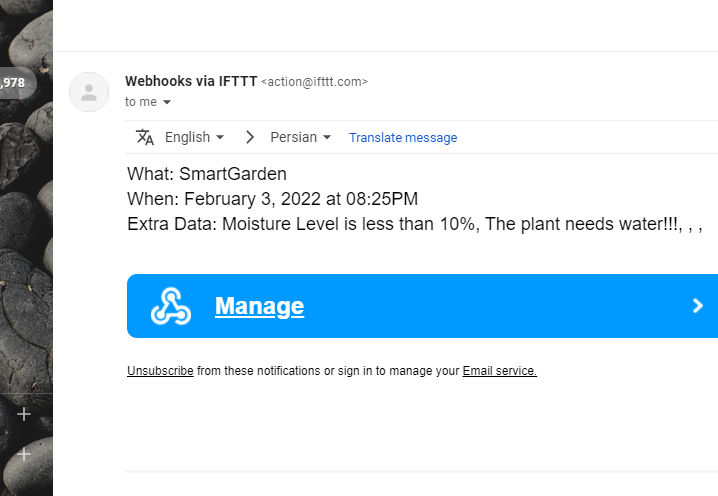 ,978
Webhooks via IFTTT <action@ifttt.com>
to me
English Persian Translate message
What: SmartGarden
When: February 3, 2022 at 08:25PM
Extra Data: Moisture Level is less than 10%, The plant needs water!!!, , ,
Manage
Unsubscribe from these notifications or sign in to manage your Email service.